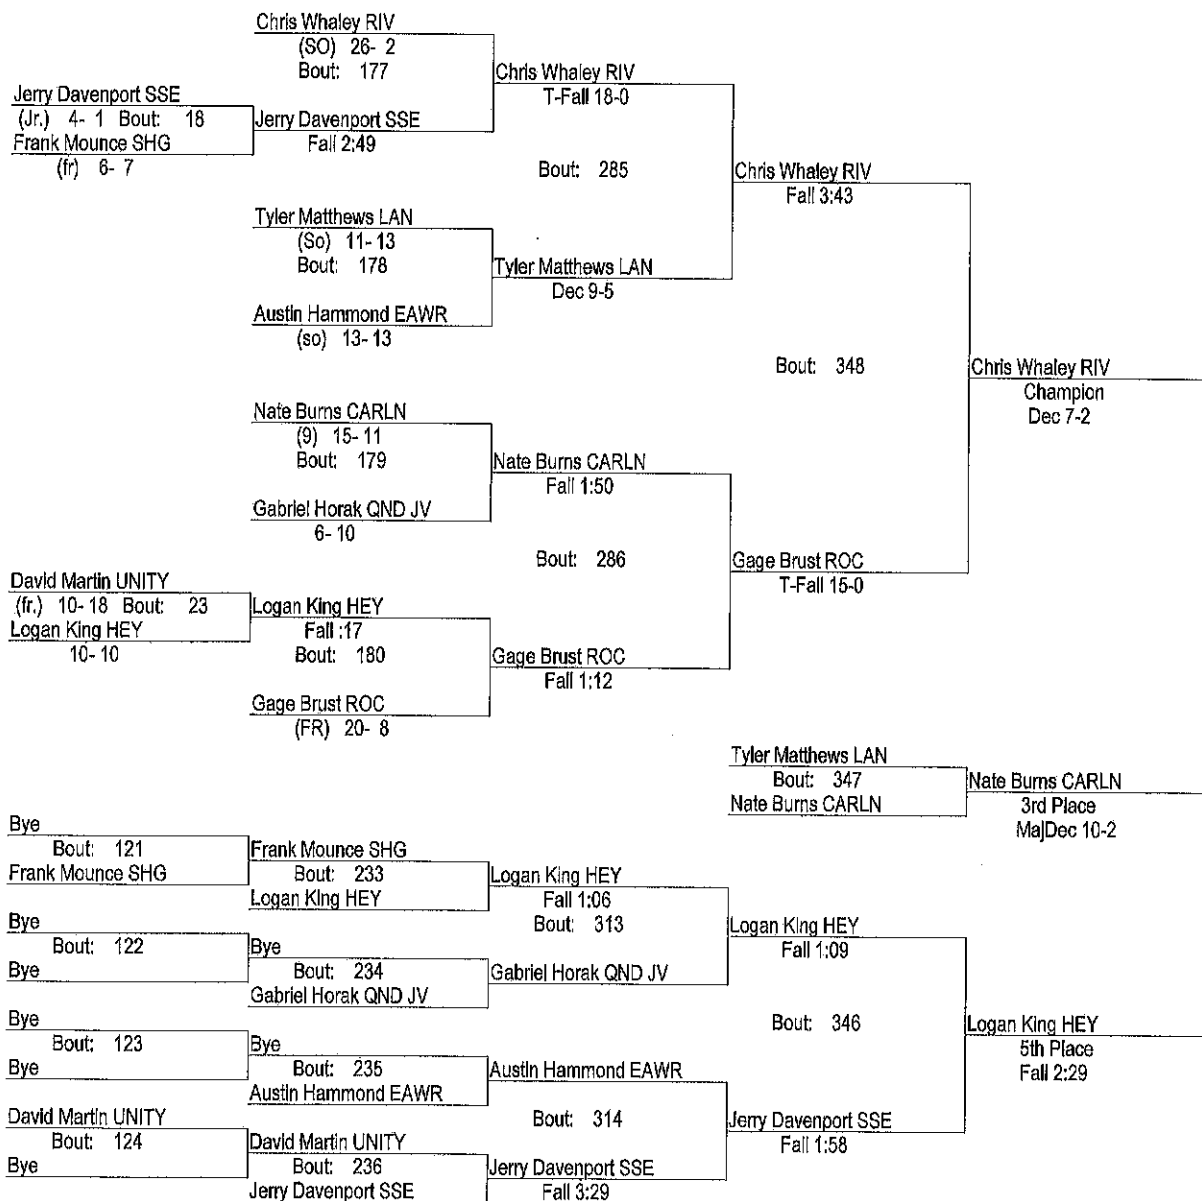 Chris Whaley RIV
(SO) 26- 2
Bout: 177
Chris Whaley RIV
T-Fall 18-0
Jerry Davenport SSE
(Jr.) 4- 1 Bout: 18
Frank Mounce SHG
(fr) 6- 7
Jerry Davenport SSE
Fall 2:49
Bout: 285
Chris Whaley RIV
Fall 3:43
Tyler Matthews LAN
(So) 11- 13
Bout: 178
Tyler Matthews LAN
Dec 9-5
Austin Hammond EAWR
(so) 13- 13
Bout: 348
Chris Whaley RIV
Champion
Dec 7-2
Nate Burns CARLN
(9) 15- 11
Bout: 179
Nate Burns CARLN
Fall 1:50
Gabriel Horak QND JV
6- 10
Bout: 286
Gage Brust ROC
T-Fall 15-0
David Martin UNITY
(fr.) 10- 18 Bout: 23
Logan King HEY
10- 10
Logan King HEY
Fall :17
Bout: 180
Gage Brust ROC
Fall 1:12
Gage Brust ROC
(FR) 20- 8
Tyler Matthews LAN
Bout: 347
Nate Burns CARLN
Nate Burns CARLN
3rd Place
MajDec 10-2
Bye
Bout: 121
Frank Mounce SHG
Frank Mounce SHG
Bout: 233
Logan King HEY
Logan King HEY
Fall 1:06
Bout: 313
Logan King HEY
Fall 1:09
Bye
Bout: 122
Bye
Bye
Bout: 234
Gabriel Horak QND JV
Gabriel Horak QND JV
Bout: 346
Logan King HEY
5th Place
Fall 2:29
Bye
Bout: 123
Bye
Bye
Bout: 235
Austin Hammond EAWR
Austin Hammond EAWR
Bout: 314
Jerry Davenport SSE
Fall 1:58
David Martin UNITY
Bout: 124
Bye
David Martin UNITY
Bout: 236
Jerry Davenport SSE
Jerry Davenport SSE
Fall 3:29